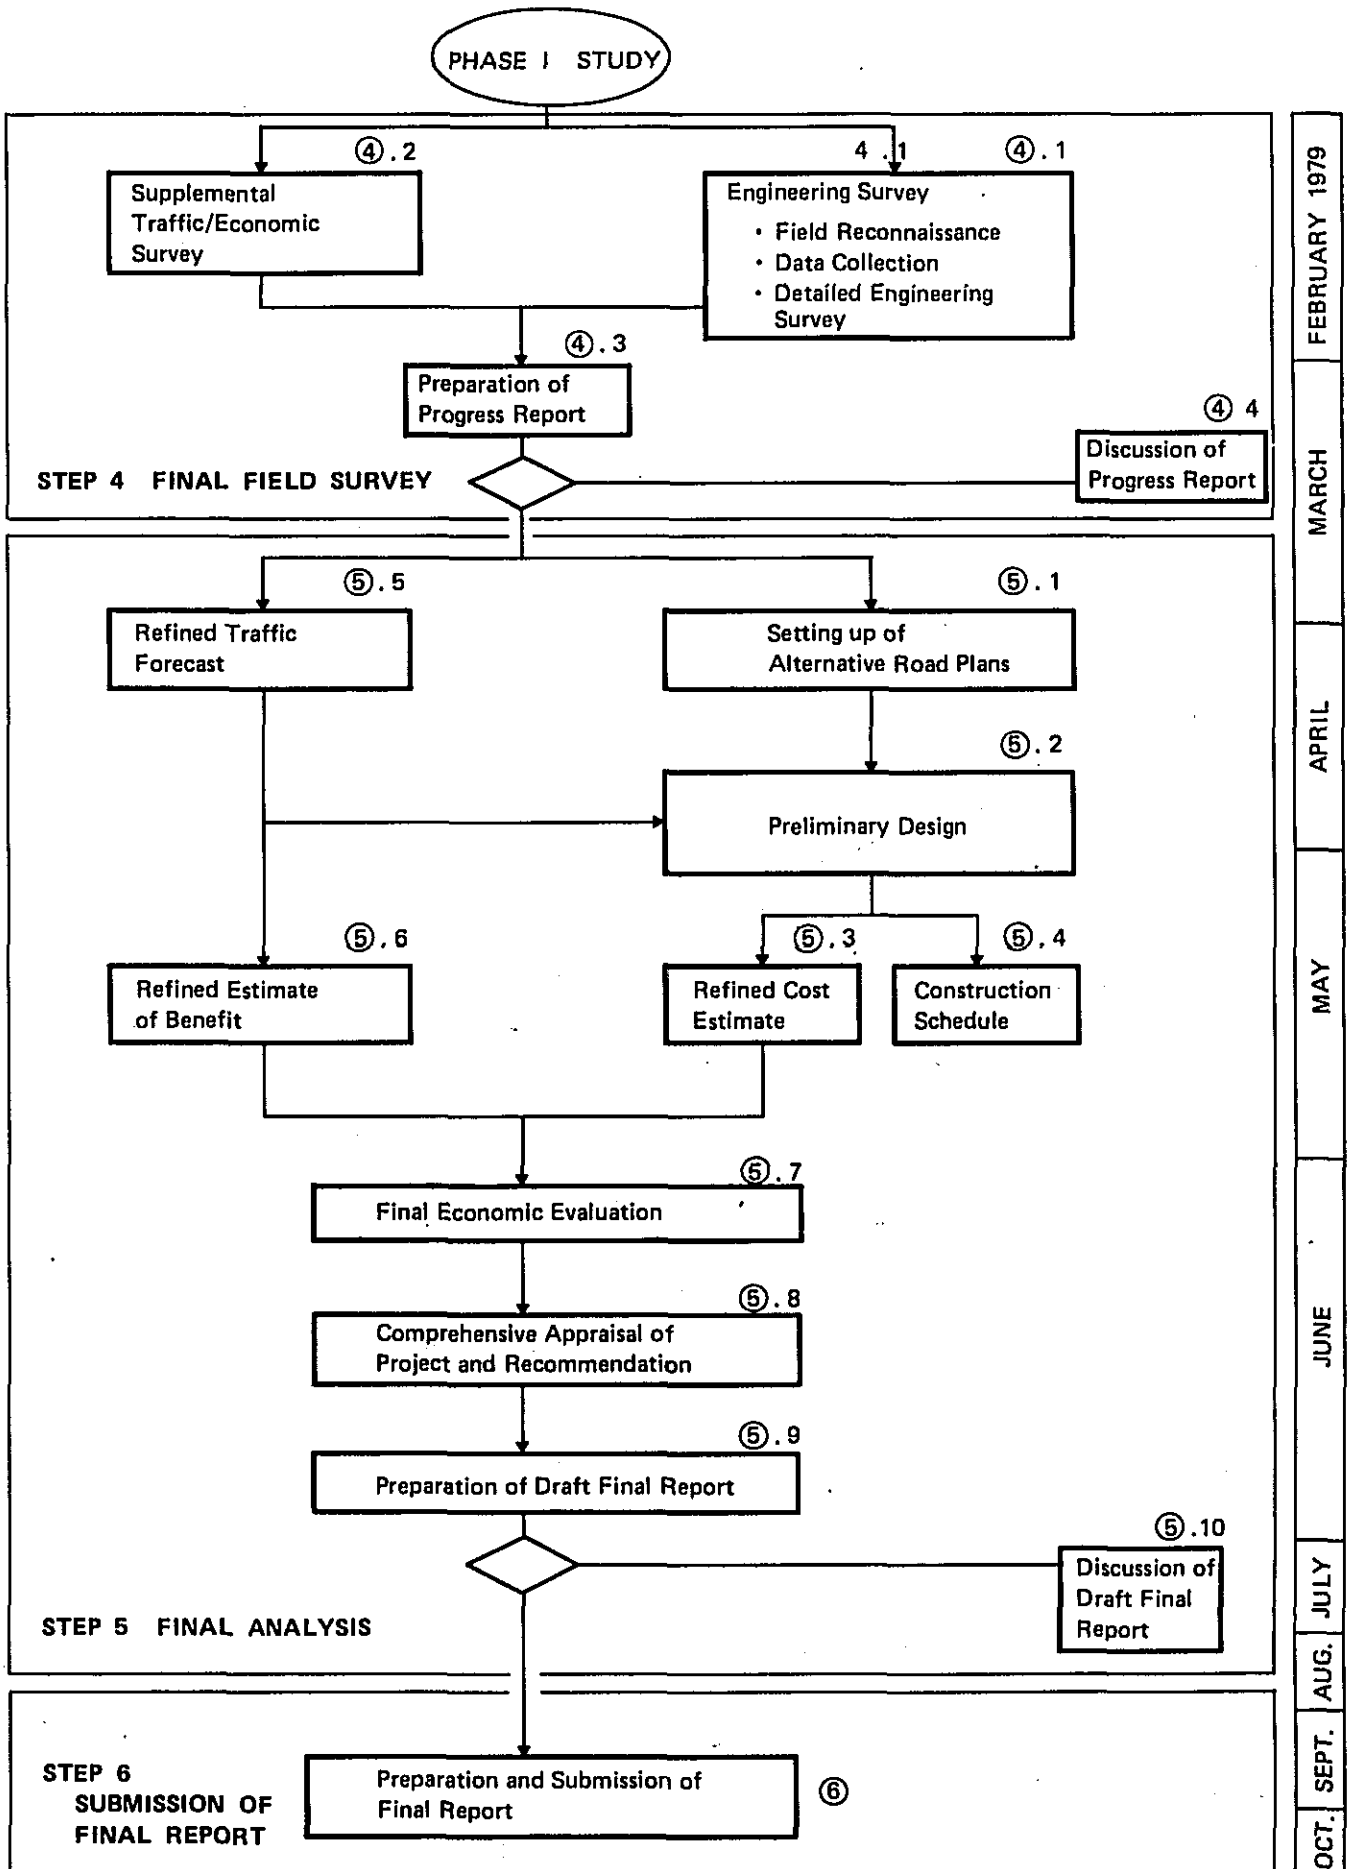 PHASE I STUDY
④.2
4.1
④.1
Supplemental
Traffic/Economic
Survey
Engineering Survey
• Field Reconnaissance
• Data Collection
• Detailed Engineering
Survey
④.3
Preparation of
Progress Report
④ 4
Discussion of
Progress Report
STEP 4 FINAL FIELD SURVEY
⑤.5
⑤.1
Refined Traffic
Forecast
Setting up of
Alternative Road Plans
⑤.2
Preliminary Design
⑤.6
⑤.3
⑤.4
Refined Estimate
of Benefit
Refined Cost
Estimate
Construction
Schedule
⑤.7
Final Economic Evaluation
⑤.8
Comprehensive Appraisal of
Project and Recommendation
⑤.9
Preparation of Draft Final Report
⑤.10
Discussion of
Draft Final
Report
STEP 5 FINAL ANALYSIS
STEP 6
SUBMISSION OF
FINAL REPORT
Preparation and Submission of
Final Report
⑥
FEBRUARY 1979
MARCH
APRIL
MAY
JUNE
JULY
AUG.
SEPT.
OCT.